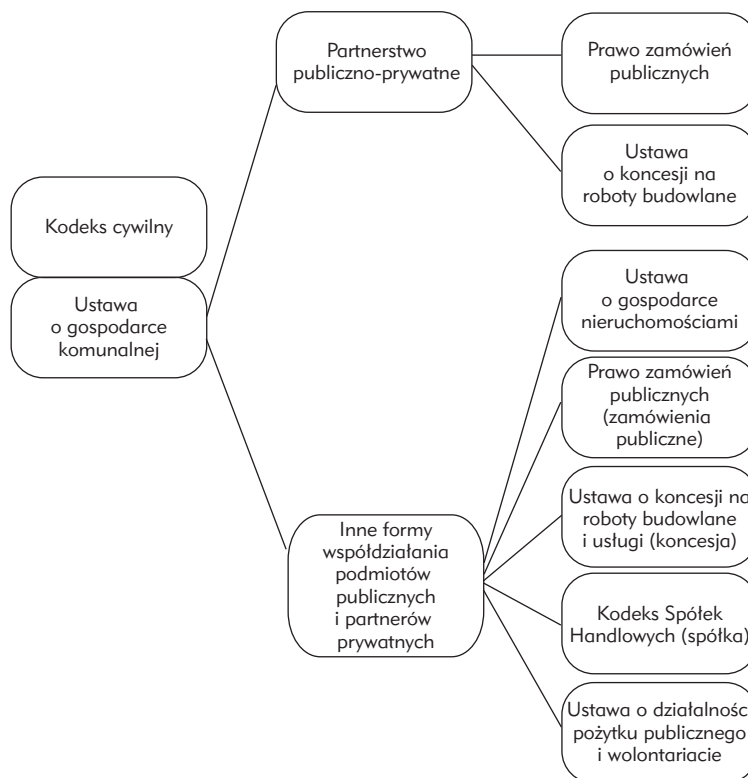 Kodeks cywilny
Ustawa
o gospodarce
komunalnej
Partnerstwo
publiczno-prywatne
Prawo zamówień
publicznych
Ustawa
o koncesji na
roboty budowlane
Inne formy
współdziałania
podmiotów
publicznych
i partnerów
prywatnych
Ustawa
o gospodarce
nieruchomościami
Prawo zamówień
publicznych
(zamówienia
publiczne)
Ustawa o koncesji na
roboty budowlane
i usługi (koncesja)
Kodeks Spółek
Handlowych (spółka)
Ustawa o działalności
pożytku publicznego
i wolontariacie